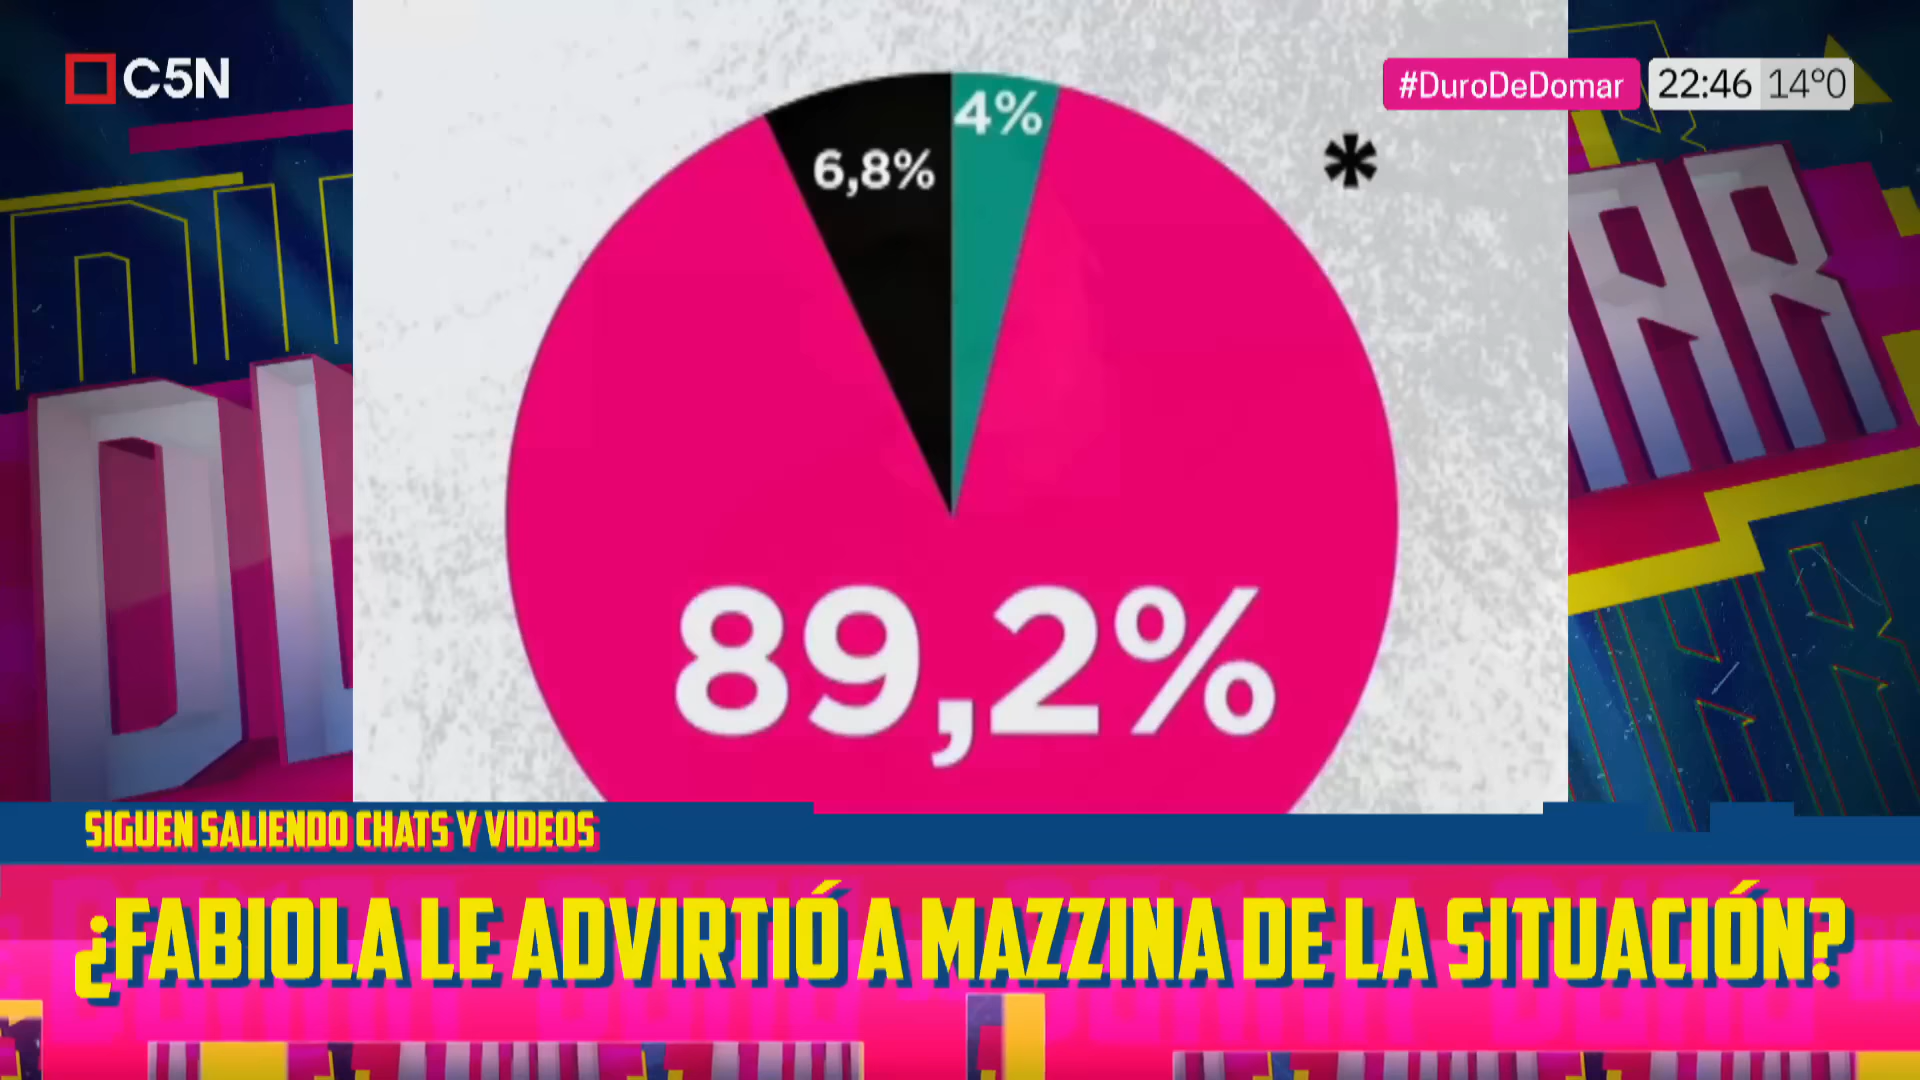 C5N
#DuroDeDomar 22:46 14°0
4%
6,8%
*
89,2%
SIGUEN SALIENDO CHATS Y VIDEOS
¿FABIOLA LE ADVIRTIÓ A MAZZINA DE LA SITUACIÓN?